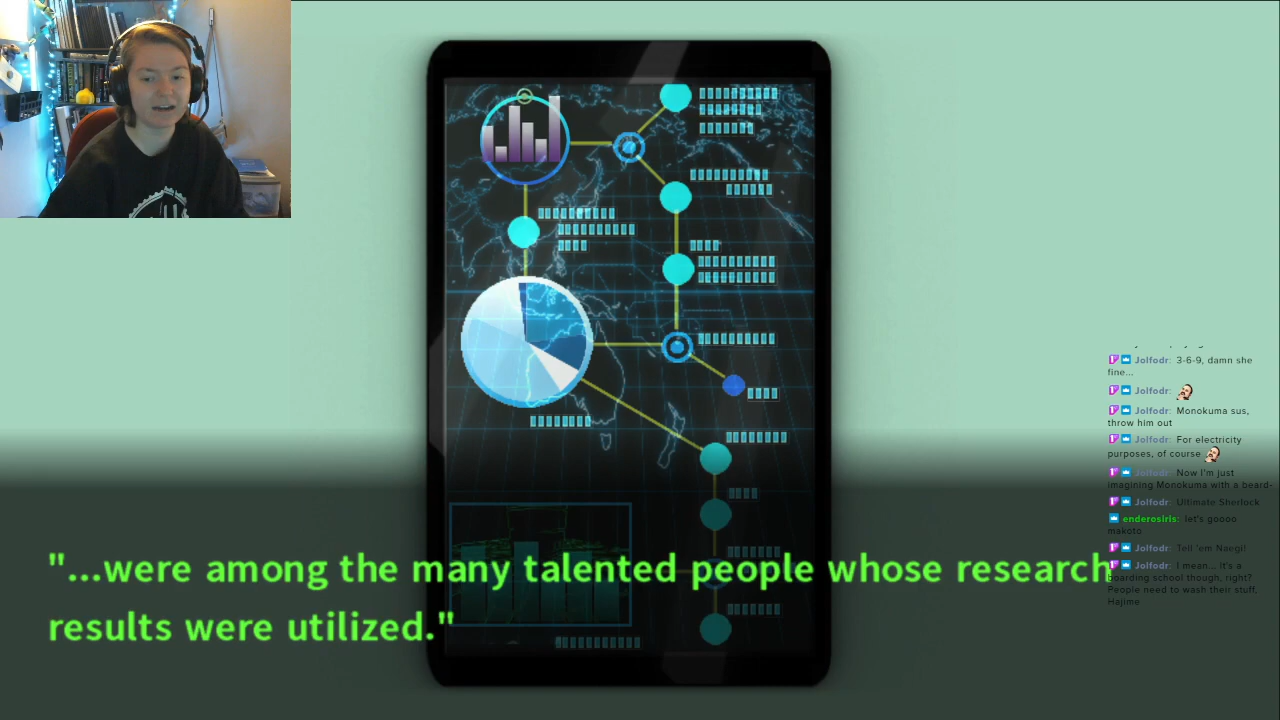 Jolfodr: 3-6-9, damn she
fine...
Jolfodr:
Jolfodr: Monokuma sus,
throw him out
Jolfodr: For electricity
purposes, of course
Jolfodr: Now I'm just
imagining Monokuma with a beard-
Jolfodr: Ultimate Sherlock
enderosiris: let's goooo
makoto
Jolfodr: Tell 'em Naegi!
Jolfodr: I mean... It's a
boarding school though, right?
People need to wash their stuff,
Hajime
"...were among the many talented people whose research
results were utilized."